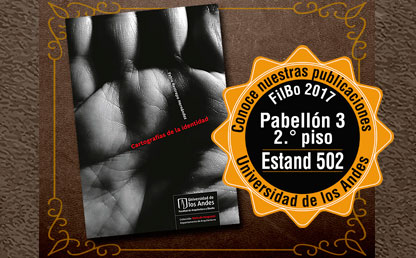 Cartografías de la identidad
Universidad de
los Andes
Conoce nuestras publicaciones
FilBo 2017
Pabellón 3
2.° piso
Estand 502
Universidad de los Andes